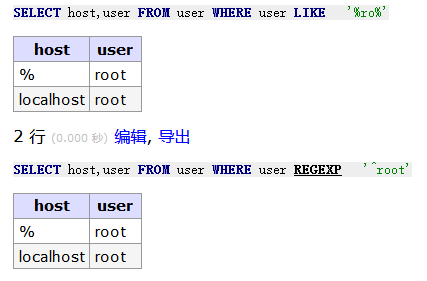 SELECT host,user FROM user WHERE user LIKE '%ro%'
host user
% root
localhost root
2 行 (0.000 秒) 编辑, 导出
SELECT host,user FROM user WHERE user REGEXP '^root'
host user
% root
localhost root